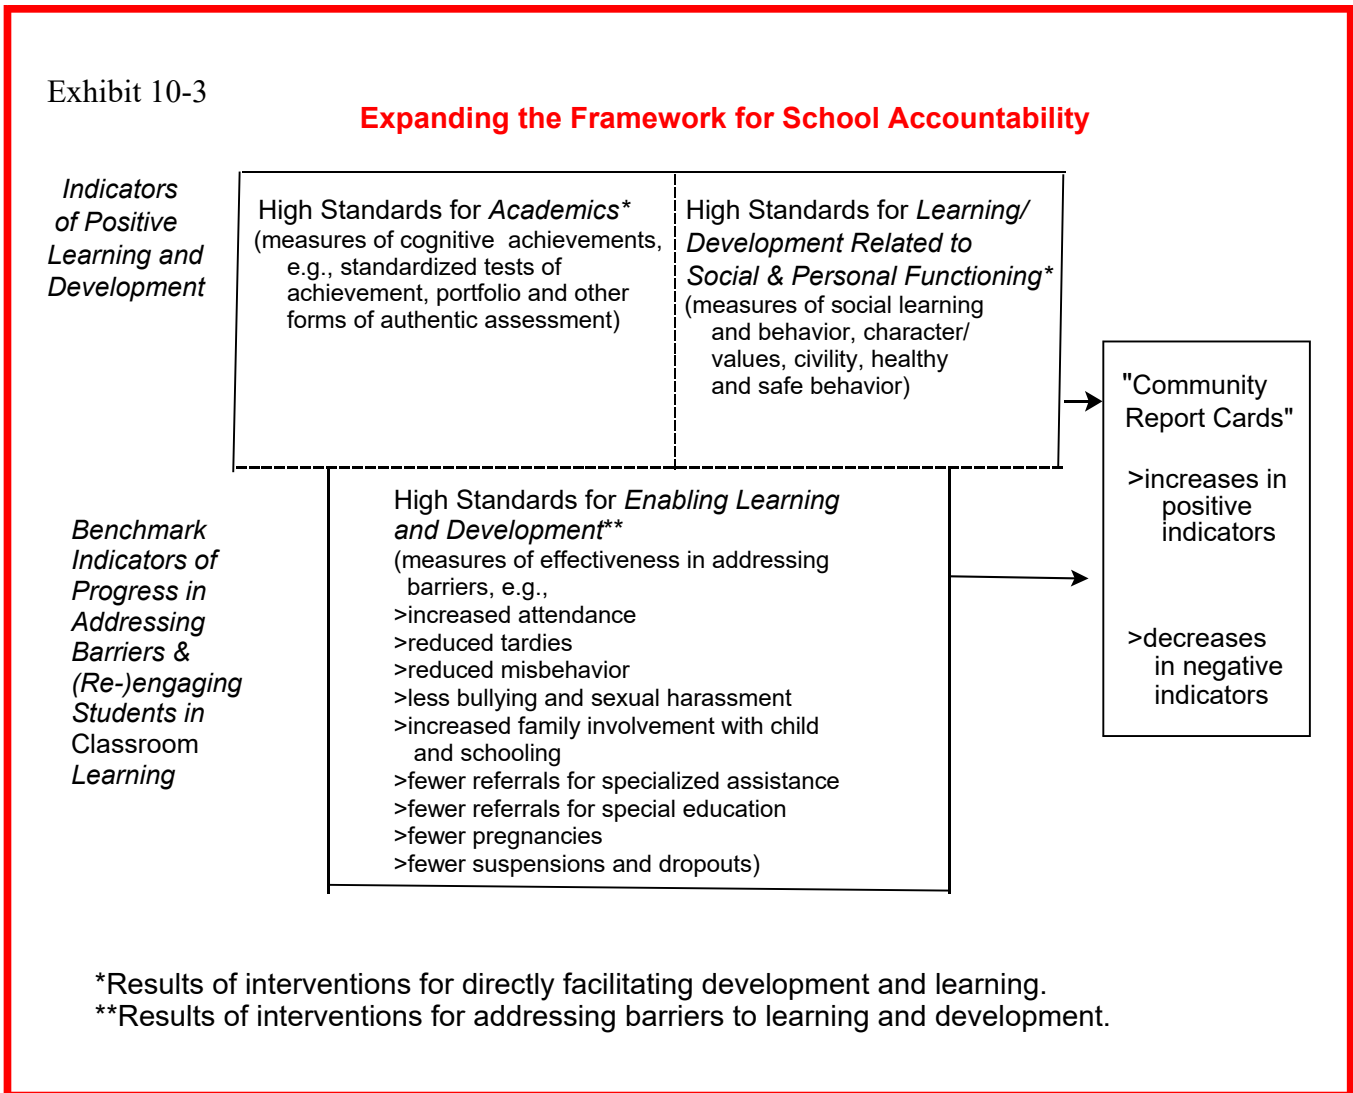 Exhibit 10-3
Expanding the Framework for School Accountability
Indicators
of Positive
Learning and
Development
High Standards for Academics*
(measures of cognitive achievements,
e.g., standardized tests of
achievement, portfolio and other
forms of authentic assessment)
High Standards for Learning/
Development Related to
Social & Personal Functioning*
(measures of social learning
and behavior, character/
values, civility, healthy
and safe behavior)
"Community
Report Cards"
>increases in
positive
indicators
>decreases
in negative
indicators
Benchmark
Indicators of
Progress in
Addressing
Barriers &
(Re-)engaging
Students in
Classroom
Learning
High Standards for Enabling Learning
and Development**
(measures of effectiveness in addressing
barriers, e.g.,
>increased attendance
>reduced tardies
>reduced misbehavior
>less bullying and sexual harassment
>increased family involvement with child
and schooling
>fewer referrals for specialized assistance
>fewer referrals for special education
>fewer pregnancies
>fewer suspensions and dropouts)
*Results of interventions for directly facilitating development and learning.
**Results of interventions for addressing barriers to learning and development.